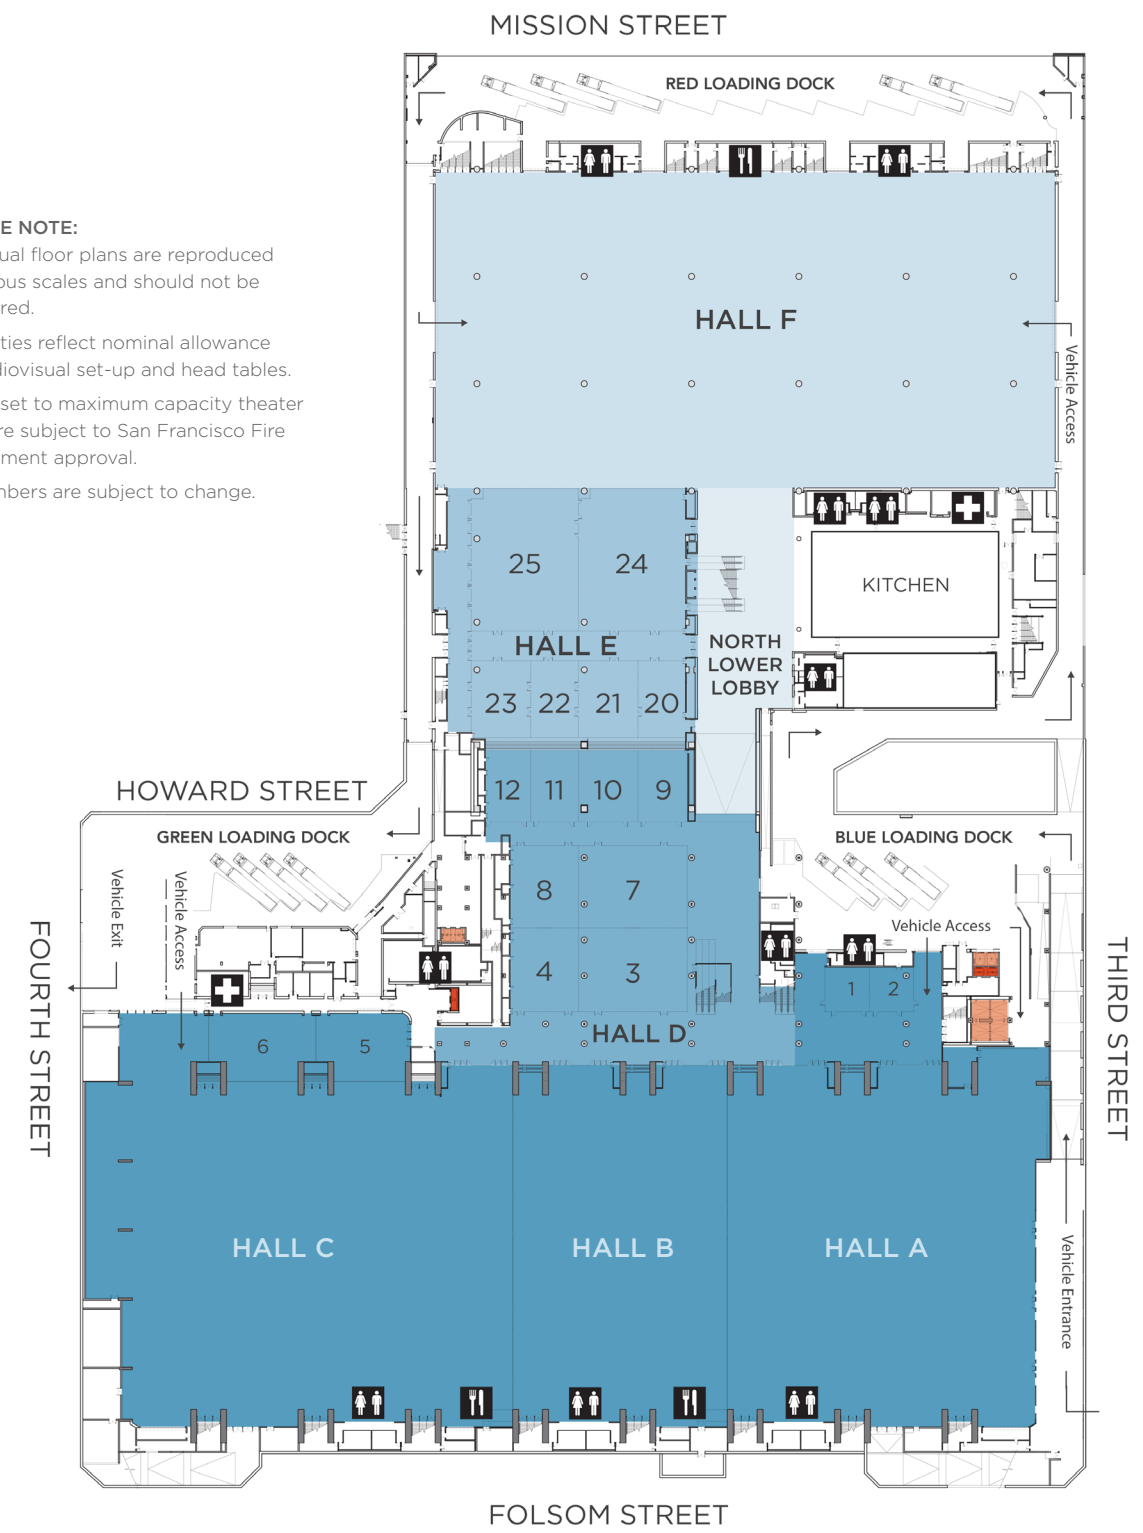 MISSION STREET
RED LOADING DOCK
E NOTE:
ual floor plans are reproduced
ous scales and should not be
red.
ties reflect nominal allowance
diovisual set-up and head tables.
set to maximum capacity theater
re subject to San Francisco Fire
ment approval.
nbers are subject to change.
HALL F
Vehicle Access
25
24
KITCHEN
HALL E
NORTH
LOWER
LOBBY
23
22
21
20
HOWARD STREET
12
11
10
9
GREEN LOADING DOCK
BLUE LOADING DOCK
Vehicle Exit
Vehicle Access
8
7
Vehicle Access
FOURTH STREET
THIRD STREET
4
3
1
2
HALL D
6
5
HALL C
HALL B
HALL A
Vehicle Entrance
FOLSOM STREET